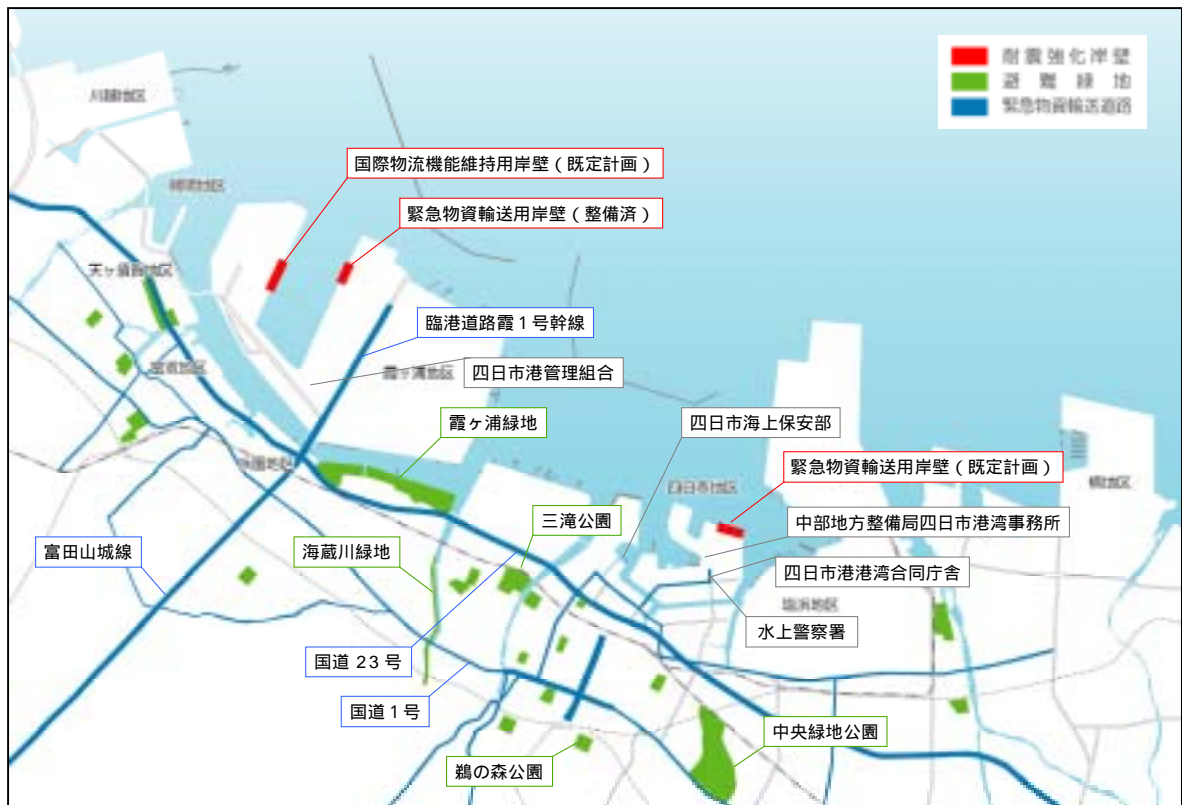 耐震強化岸壁
避難緑地
緊急物資輸送道路
川越地区
国際物流機能維持用岸壁（既定計画）
緊急物資輸送用岸壁（整備済）
天ヶ須賀地区
臨港道路霞１号幹線
霞ヶ浦地区
四日市港管理組合
霞ヶ浦緑地
四日市海上保安部
四日市地区
緊急物資輸送用岸壁（既定計画）
中部地方整備局四日市港湾事務所
三滝公園
富田山城線
海蔵川緑地
四日市港港湾合同庁舎
臨浜地区
水上警察署
国道 23 号
国道１号
中央緑地公園
鵜の森公園